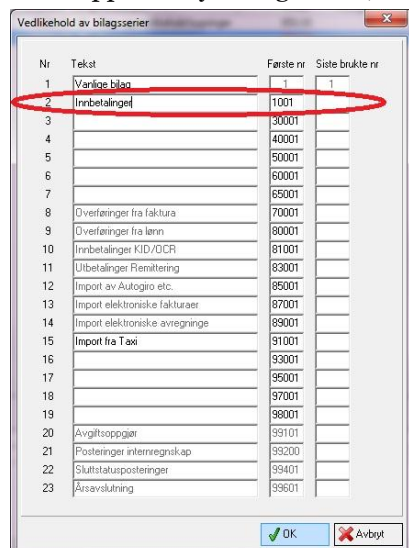 Vedlikehold av bilagsserier
Nr Tekst Første nr Siste brukte nr
1 Vanlige bilag 1 1
2 Innbetalinger 1001
3 30001
4 40001
5 50001
6 60001
7 65001
8 Overføringer fra faktura 70001
9 Overføringer fra lønn 80001
10 Innbetalinger KID/OCR 81001
11 Utbetalinger Remittering 83001
12 Import av Autogiro etc. 85001
13 Import elektroniske fakturaer 87001
14 Import elektroniske avregninge 89001
15 Import fra Taxi 91001
16 93001
17 95001
18 97001
19 98001
20 Avgiftsoppgjør 99101
21 Posteringer internregnskap 99200
22 Sluttstatusposteringer 99401
23 Årsavslutning 99601
OK Avbryt